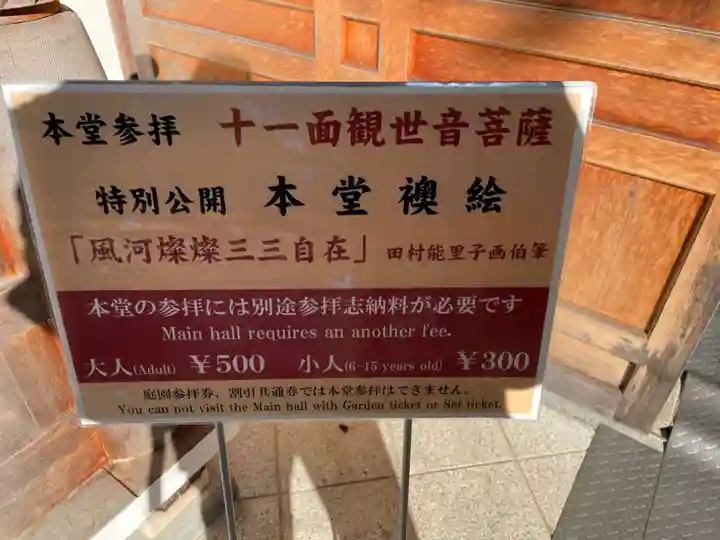 本堂参拝 十一面観世音菩薩
特別公開 本堂襖絵
「風河燦燦三三自在」 田村能里子画伯筆
本堂の参拝には別途参拝志納料が必要です
Main hall requires an another fee.
大人(Adult) ￥500 小人(6-15 years old) ￥300
庭園参拝券、割引共通券では本堂参拝はできません。
You can not visit the Main hall with Garden ticket or Set ticket.